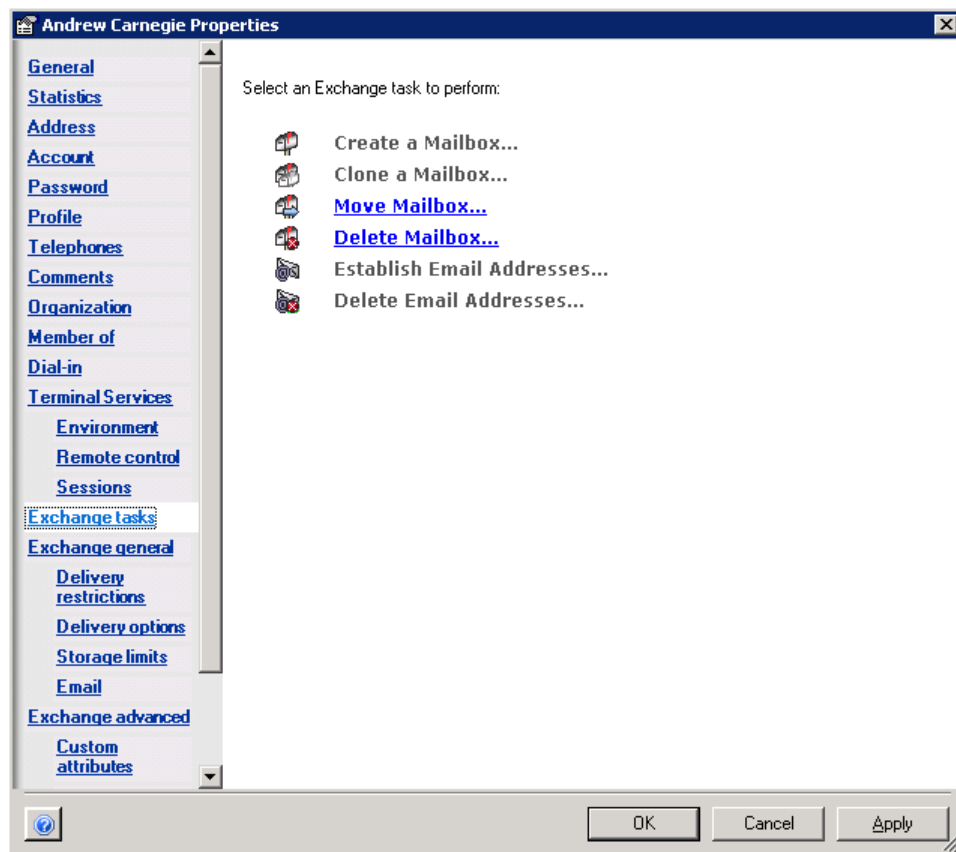 Andrew Carnegie Properties
General
Statistics
Address
Account
Password
Profile
Telephones
Comments
Organization
Member of
Dial-in
Terminal Services
Environment
Remote control
Sessions
Exchange tasks
Exchange general
Delivery
restrictions
Delivery options
Storage limits
Email
Exchange advanced
Custom
attributes
Select an Exchange task to perform:
Create a Mailbox...
Clone a Mailbox...
Move Mailbox...
Delete Mailbox...
Establish Email Addresses...
Delete Email Addresses...
OK
Cancel
Apply